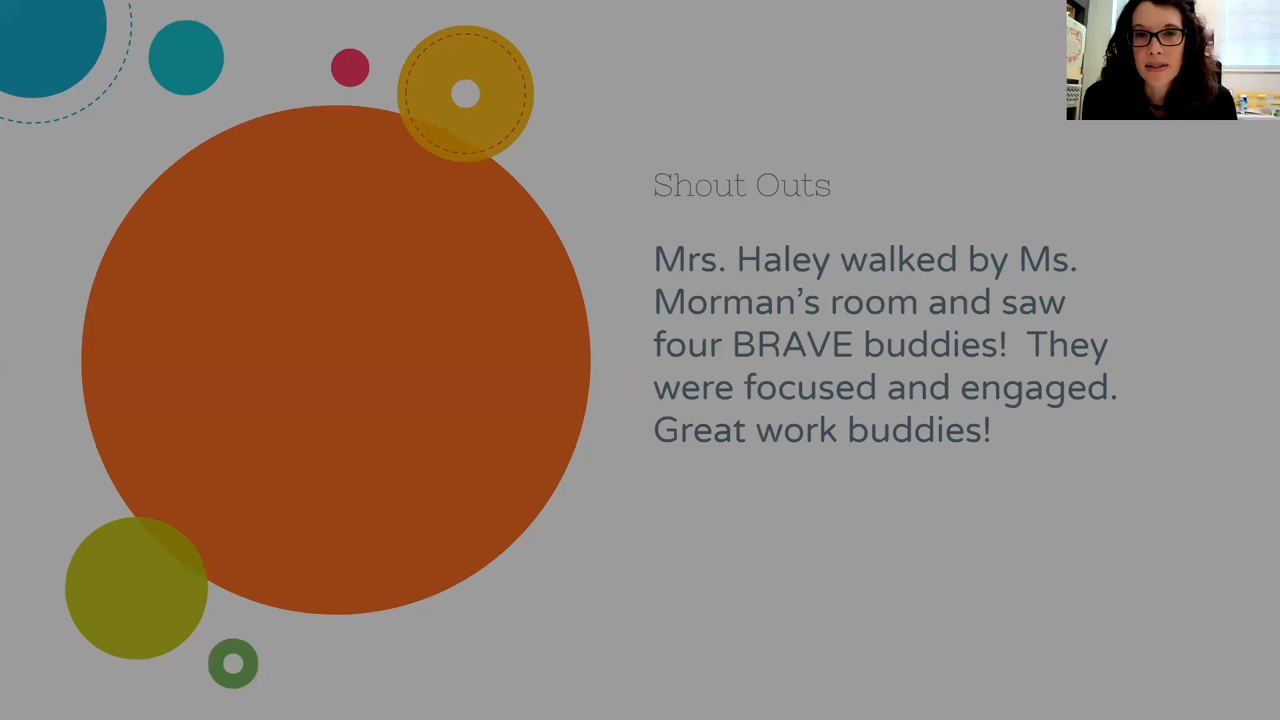 Shout Outs
Mrs. Haley walked by Ms.
Morman’s room and saw
four BRAVE buddies!  They
were focused and engaged.
Great work buddies!